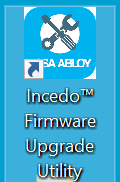 SA ABLOY
Incedo™
Firmware
Upgrade
Utility